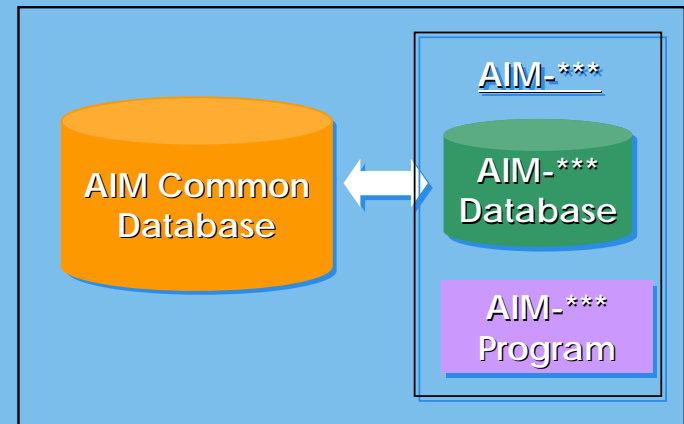 AIM-***
AIM Common
Database
AIM-***
Database
AIM-***
Program